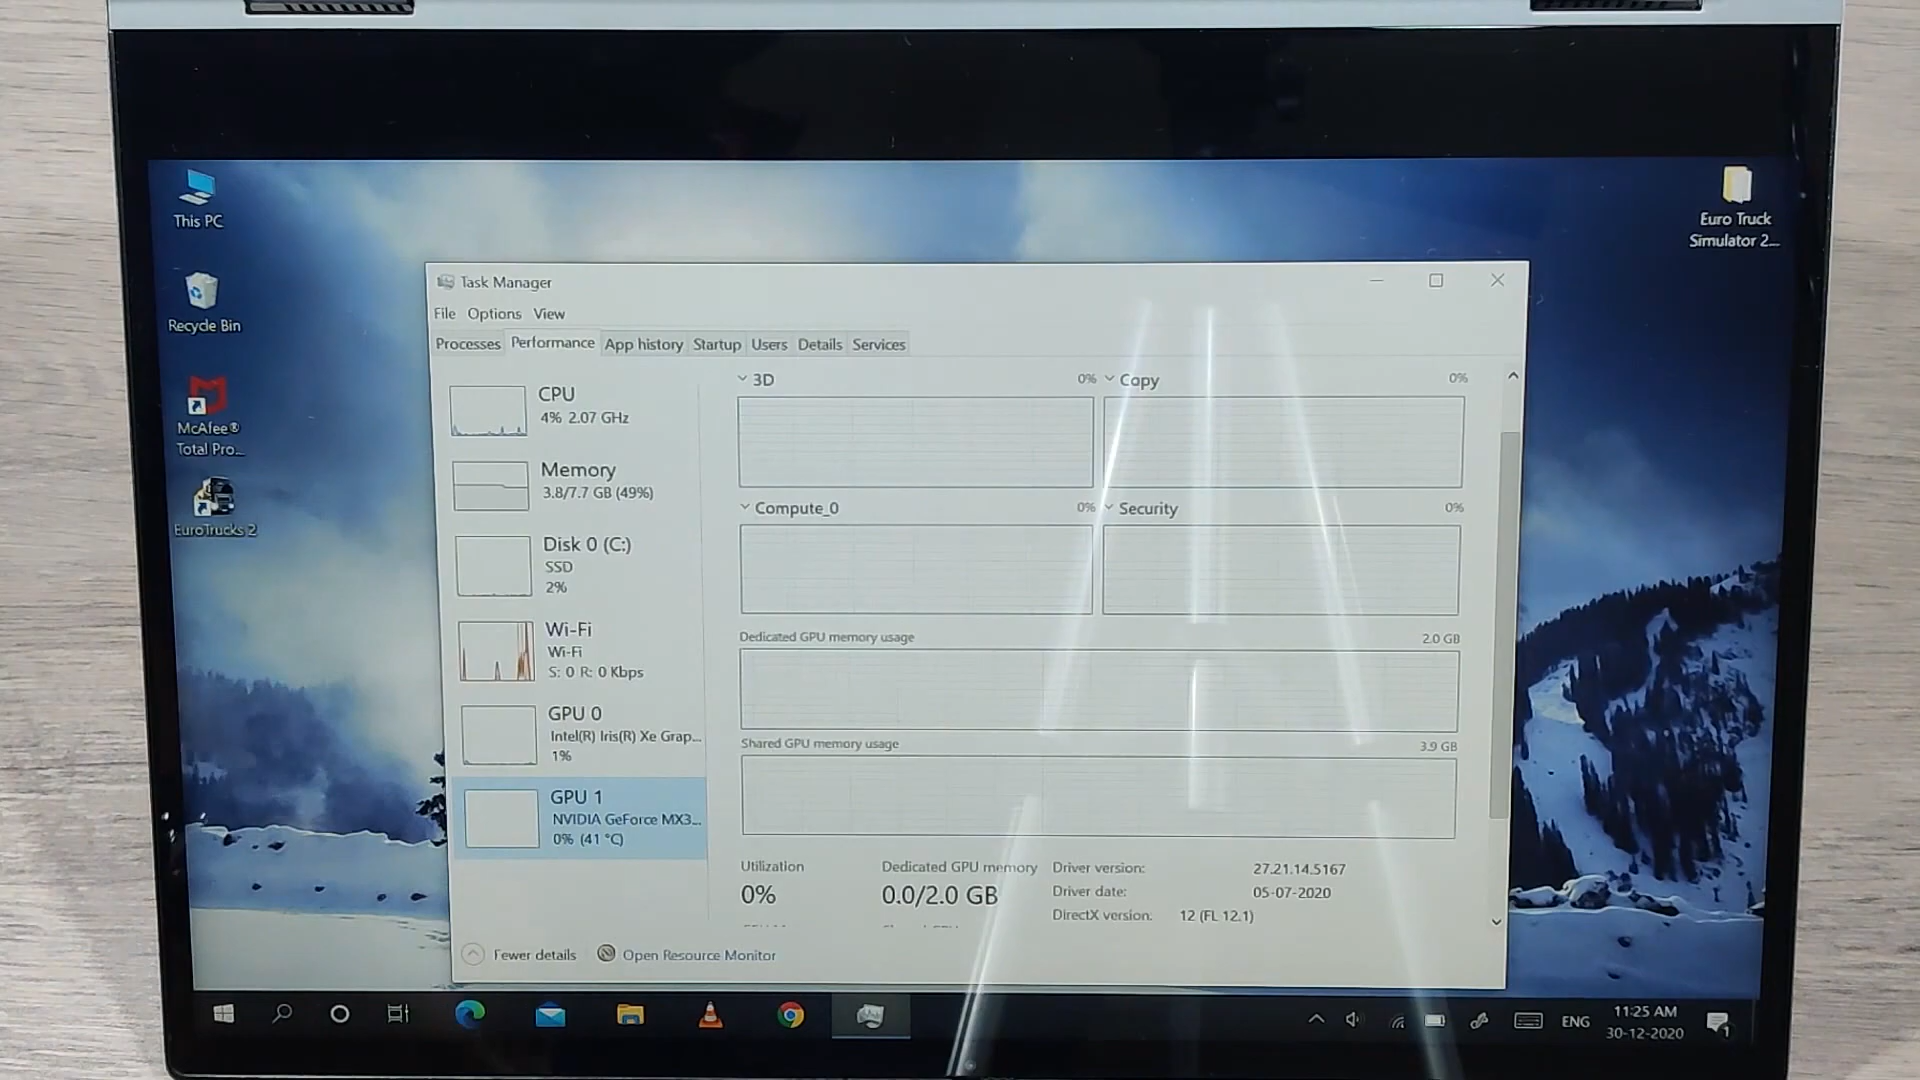 This PC
Recycle Bin
McAfee®
Total Pro...
EuroTrucks 2
Euro Truck
Simulator 2...
Task Manager
File Options View
Processes Performance App history Startup Users Details Services
CPU
4% 2.07 GHz
Memory
3.8/7.7 GB (49%)
Disk 0 (C:)
SSD
2%
Wi-Fi
Wi-Fi
S: 0 R: 0 Kbps
GPU 0
Intel(R) Iris(R) Xe Grap...
1%
GPU 1
NVIDIA GeForce MX3...
0% (41 °C)
3D 0% Copy 0%
Compute_0 0% Security 0%
Dedicated GPU memory usage 2.0 GB
Shared GPU memory usage 3.9 GB
Utilization
0%
Dedicated GPU memory
0.0/2.0 GB
Driver version: 27.21.14.5167
Driver date: 05-07-2020
DirectX version: 12 (FL 12.1)
Fewer details Open Resource Monitor
ENG
11:25 AM
30-12-2020
1